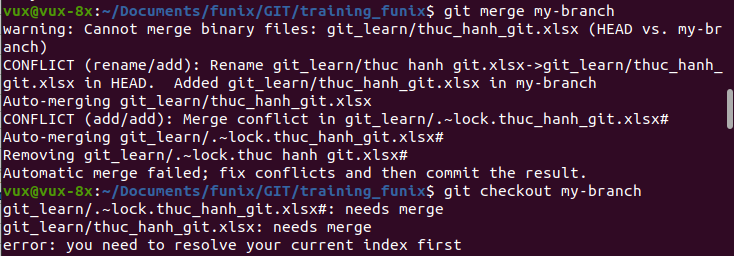 vux@vux-8x:~/Documents/funix/GIT/training_funix$ git merge my-branch
warning: Cannot merge binary files: git_learn/thuc_hanh_git.xlsx (HEAD vs. my-br
anch)
CONFLICT (rename/add): Rename git_learn/thuc hanh git.xlsx->git_learn/thuc_hanh_
git.xlsx in HEAD.  Added git_learn/thuc_hanh_git.xlsx in my-branch
Auto-merging git_learn/thuc_hanh_git.xlsx
CONFLICT (add/add): Merge conflict in git_learn/.~lock.thuc_hanh_git.xlsx#
Auto-merging git_learn/.~lock.thuc_hanh_git.xlsx#
Removing git_learn/.~lock.thuc hanh git.xlsx#
Automatic merge failed; fix conflicts and then commit the result.
vux@vux-8x:~/Documents/funix/GIT/training_funix$ git checkout my-branch
git_learn/.~lock.thuc_hanh_git.xlsx#: needs merge
git_learn/thuc_hanh_git.xlsx: needs merge
error: you need to resolve your current index first